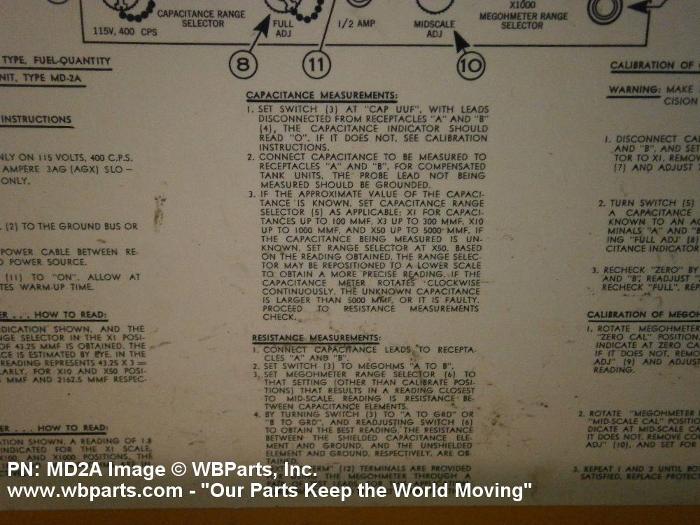 CAPACITANCE RANGE
SELECTOR
115V, 400 CPS
FULL
ADJ
1/2 AMP
MIDSCALE
ADJ
X1000
MEGOHMETER RANGE
SELECTOR
8
11
10
TYPE, FUEL QUANTITY
NIT, TYPE MD-2A
INSTRUCTIONS
NLY ON 115 VOLTS, 400 C.P.S.
AMPERE 3AG (AGX) SLO -
ONLY.
(2) TO THE GROUND BUS OR
POWER CABLE BETWEEN RE-
D POWER SOURCE.
(11) TO "ON". ALLOW AT
TES WARM-UP TIME.
ER ... HOW TO READ:
DICATION SHOWN, AND THE
NGE SELECTOR IN THE X1 POSI-
OF 43.25 MMF IS OBTAINED. THE
CE IS ESTIMATED BY EYE. IN THE
READING REPRESENTS 43.25 X 3 =
LARLY, FOR X10 AND X50 POSI-
MMF AND 2162.5 MMF RESPEC-
... HOW TO READ:
ATION SHOWN, A READING OF 1.8
INDICATED FOR THE X1 SCALE,
X100 AND X1000 POSITIONS, THE
CAPACITANCE MEASUREMENTS:
1. SET SWITCH (3) AT "CAP UUF", WITH LEADS
DISCONNECTED FROM RECEPTACLES "A" AND "B"
(4), THE CAPACITANCE INDICATOR SHOULD
READ "O". IF IT DOES NOT, SEE CALIBRATION
INSTRUCTIONS.
2. CONNECT CAPACITANCE TO BE MEASURED TO
RECEPTACLES "A" AND "B". FOR COMPENSATED
TANK UNITS, THE PROBE LEAD NOT BEING
MEASURED SHOULD BE GROUNDED.
3. IF THE APPROXIMATE VALUE OF THE CAPACI-
TANCE IS KNOWN, SET CAPACITANCE RANGE
SELECTOR (5) AS APPLICABLE; X1 FOR CAPACI-
TANCES UP TO 100 MMF, X3 UP TO 300 MMF, X10
UP TO 1000 MMF, AND X50 UP TO 5000 MMF. IF
THE CAPACITANCE BEING MEASURED IS UN-
KNOWN, SET RANGE SELECTOR AT X50. BASED
ON THE READING OBTAINED, THE RANGE SELEC-
TOR MAY BE REPOSITIONED TO A LOWER SCALE
TO OBTAIN A MORE PRECISE READING. IF THE
CAPACITANCE METER ROTATES CLOCKWISE
CONTINUOUSLY, THE UNKNOWN CAPACITANCE
IS LARGER THAN 5000 MMF, OR IT IS FAULTY.
PROCEED TO RESISTANCE MEASUREMENTS
CHECK.
RESISTANCE MEASUREMENTS:
1. CONNECT CAPACITANCE LEADS TO RECEPTA-
CLES "A" AND "B".
2. SET SWITCH (3) TO MEGOHMS "A TO B".
3. SET MEGOHMETER RANGE SELECTOR (6) TO
THAT SETTING (OTHER THAN CALIBRATE POSI-
TIONS) THAT RESULTS IN A READING CLOSEST
TO MID-SCALE. READING IS RESISTANCE BE-
TWEEN CAPACITANCE ELEMENTS.
4. BY TURNING SWITCH (3) TO "A TO GRD" OR
"B TO GRD", AND READJUSTING SWITCH (6)
TO OBTAIN THE BEST READING, THE RESISTANCE
BETWEEN THE SHIELDED CAPACITANCE ELE-
MENT AND GROUND, AND THE UNSHIELDED
ELEMENT AND GROUND, RESPECTIVELY, ARE OB-
TAINED.
(12) TERMINALS ARE PROVIDED
THE MEGOHMETER THROUGH A
CALIBRATION OF
WARNING: MAKE
CISION
1. DISCONNECT CA
AND "B", AND SET
TOR TO X1. REMOV
(7) AND ADJUST
2. TURN SWITCH (5)
A CAPACITANCE
KNOWN TO AN AC
MINALS "A" AND "B
ING "FULL ADJ" (8)
CITANCE INDICATOR
3. RECHECK "ZERO" BY
AND "B", READJUST "
RECHECK "FULL", REP
CALIBRATION OF MEGOH
1. ROTATE MEGOHMETER
"ZERO CAL" POSITION.
INDICATE AT ZERO CA
IF IT DOES NOT, REMOV
ADJ" (9) AND ADJUST
READING.
2. ROTATE "MEGOHMETER
"MID-SCALE CAL" POSITIO
DICATE AT MID-SCALE CA
IT DOES NOT, REMOVE CO
ADJ" (10), AND SET FOR
3. REPEAT 1 AND 2 UNTIL BO
SATISFIED. REPLACE PROTEC
PN: MD2A Image © WBParts, Inc.
www.wbparts.com - "Our Parts Keep the World Moving"